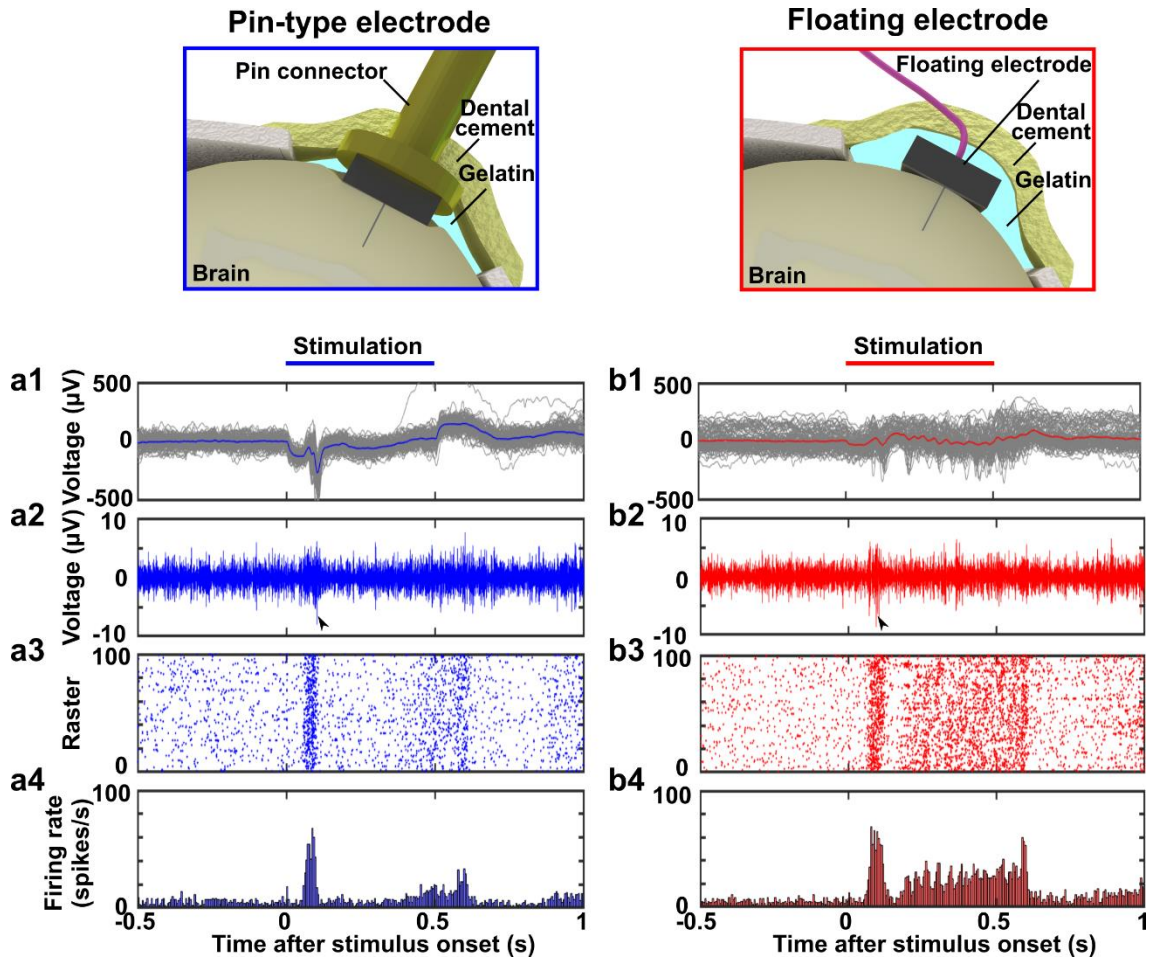 Pin-type electrode
Floating electrode
Pin connector
Dental
cement
Gelatin
Brain
Floating electrode
Dental
cement
Gelatin
Brain
Stimulation
Stimulation
a1
500
0
-500
Voltage (µV)
b1
500
0
-500
a2
10
0
-10
Voltage (µV)
b2
10
0
-10
a3
100
0
Raster
b3
100
0
a4
100
0
Firing rate
(spikes/s)
-0.5 0 0.5 1
Time after stimulus onset (s)
b4
100
0
-0.5 0 0.5 1
Time after stimulus onset (s)